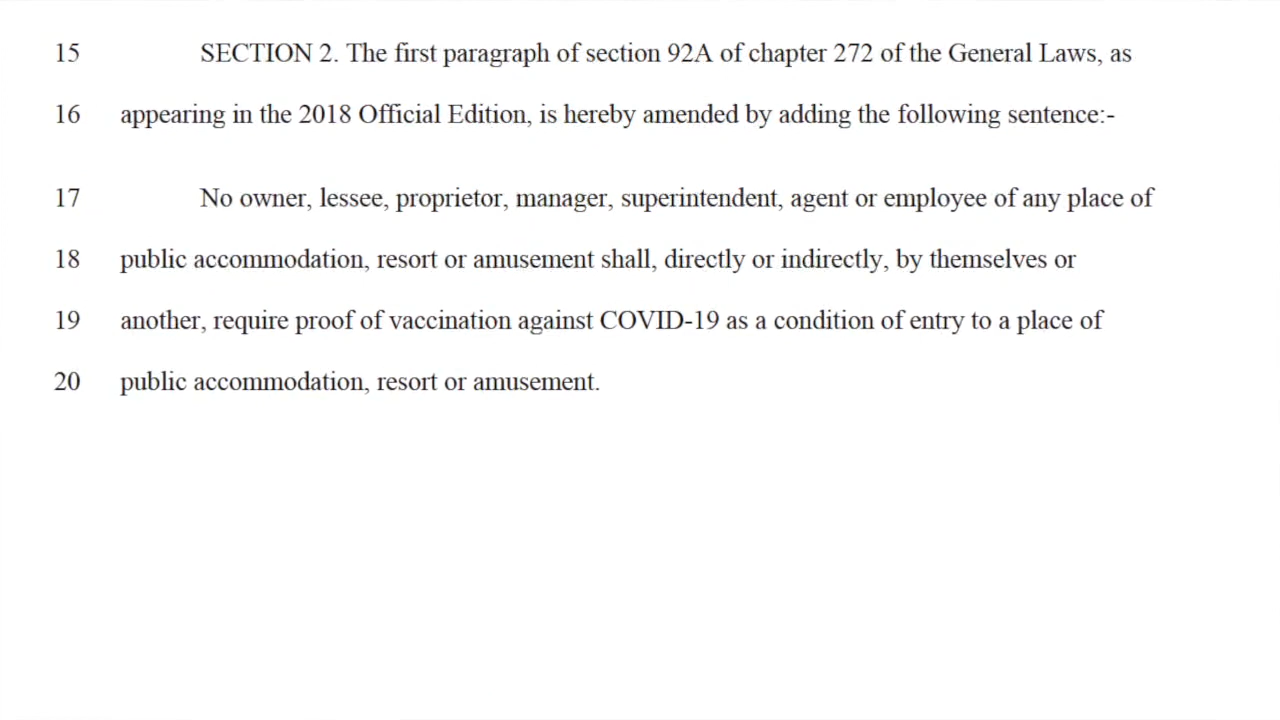 15 SECTION 2. The first paragraph of section 92A of chapter 272 of the General Laws, as
16 appearing in the 2018 Official Edition, is hereby amended by adding the following sentence:-
17 No owner, lessee, proprietor, manager, superintendent, agent or employee of any place of
18 public accommodation, resort or amusement shall, directly or indirectly, by themselves or
19 another, require proof of vaccination against COVID-19 as a condition of entry to a place of
20 public accommodation, resort or amusement.